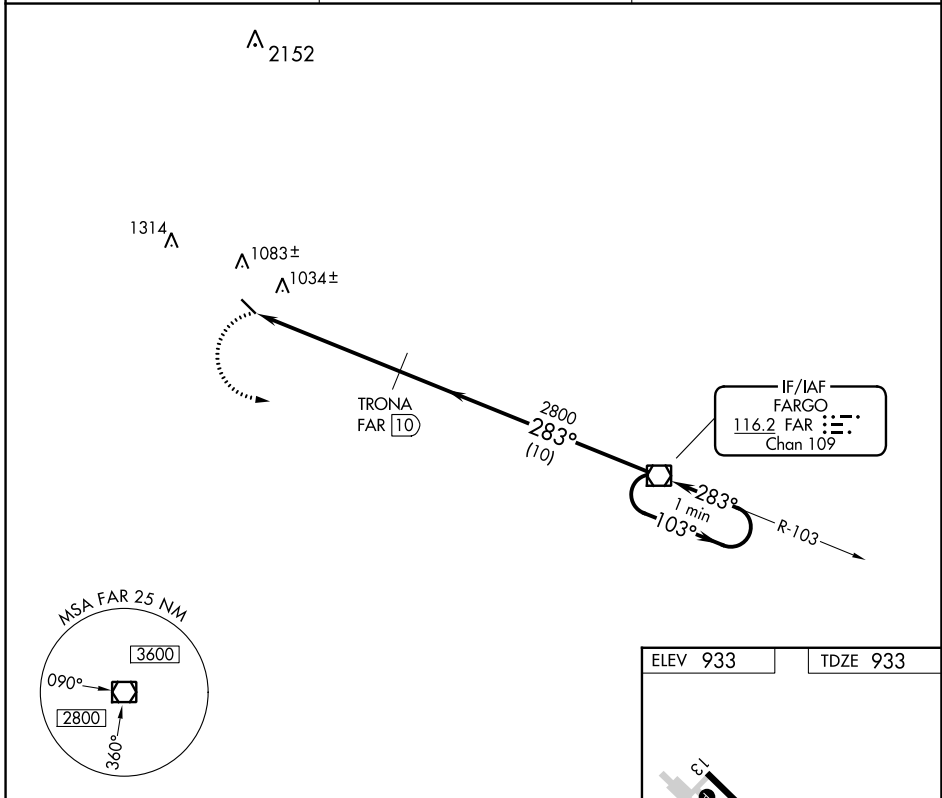 2152
1314
1083±
1034±
TRONA
FAR 10
2800
283°
(10)
IF/IAF
FARGO
116.2 FAR
Chan 109
283°
1 min
103°
R-103
MSA FAR 25 NM
3600
090°
2800
360°
ELEV 933
TDZE 933
13